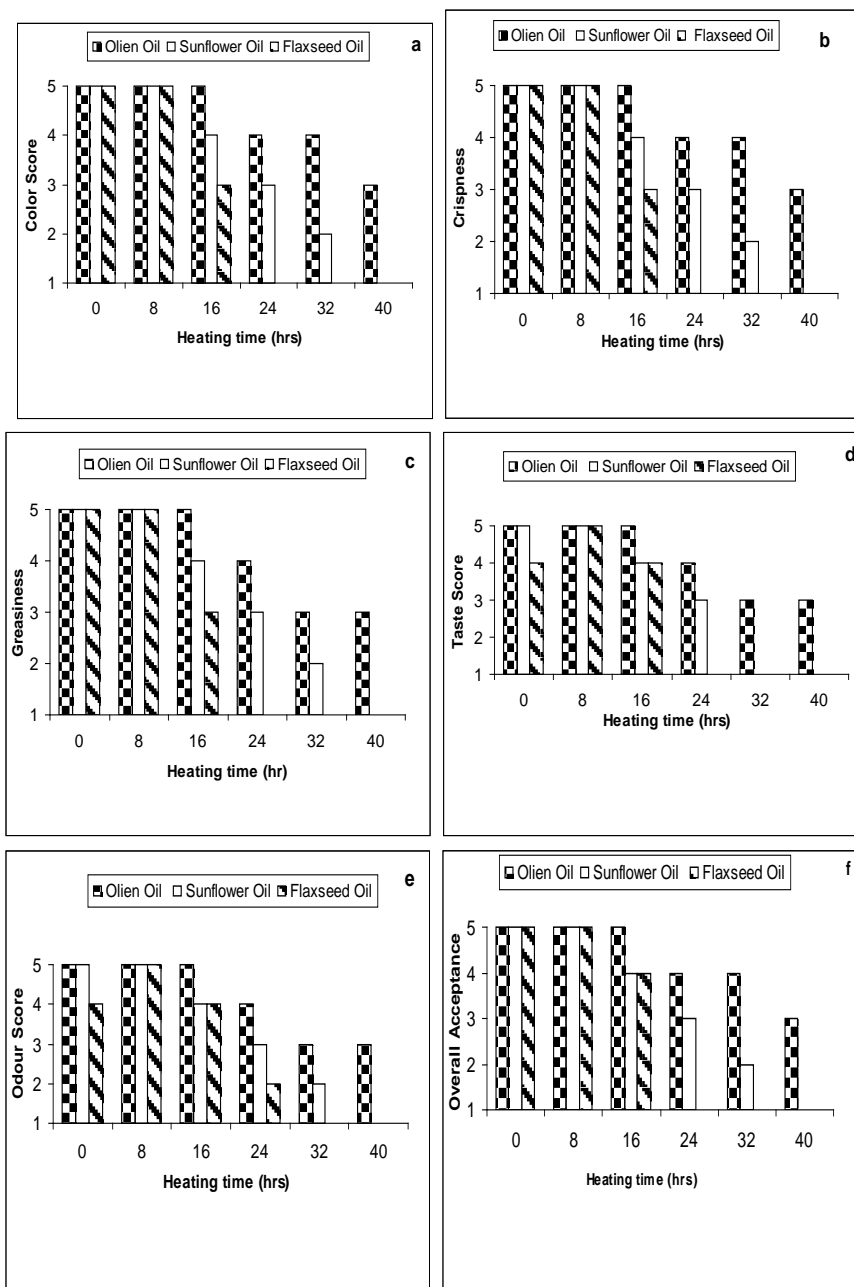 Olien Oil Sunflower Oil Flaxseed Oil
a
5
4
3
2
1
Color Score
0 8 16 24 32 40
Heating time (hrs)
Olien Oil Sunflower Oil Flaxseed Oil
b
5
4
3
2
1
Crispness
0 8 16 24 32 40
Heating time (hrs)
Olien Oil Sunflower Oil Flaxseed Oil
c
5
4
3
2
1
Greasiness
0 8 16 24 32 40
Heating time (hr)
Olien Oil Sunflower Oil Flaxseed Oil
d
5
4
3
2
1
Taste Score
0 8 16 24 32 40
Heating time (hrs)
Olien Oil Sunflower Oil Flaxseed Oil
e
5
4
3
2
1
Odour Score
0 8 16 24 32 40
Heating time (hrs)
Olien Oil Sunflower Oil Flaxseed Oil
f
5
4
3
2
1
Overall Acceptance
0 8 16 24 32 40
Heating time (hrs)